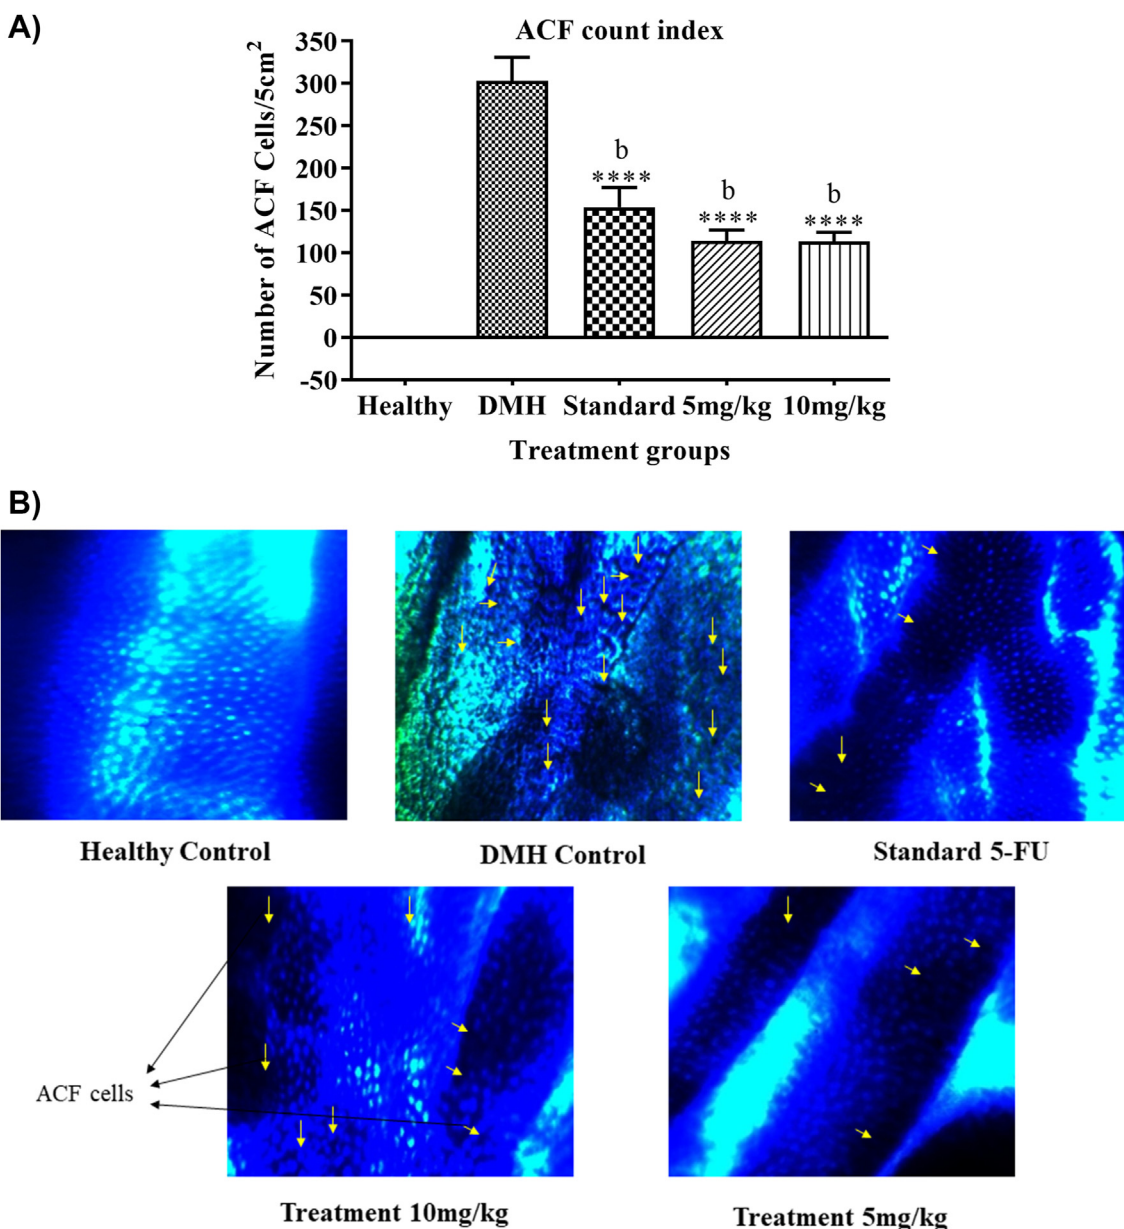 A)
ACF count index
Number of ACF Cells/5cm2
350
300
250
200
150
100
50
0
-50
b
****
b
****
b
****
Healthy DMH Standard 5mg/kg 10mg/kg
Treatment groups
B)
Healthy Control
DMH Control
Standard 5-FU
ACF cells
Treatment 10mg/kg
Treatment 5mg/kg